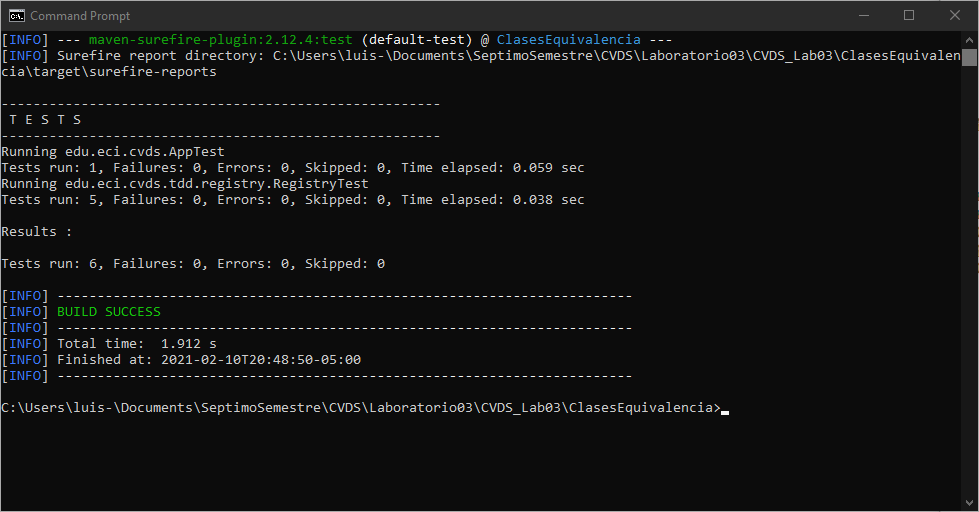 Command Prompt
[INFO] --- maven-surefire-plugin:2.12.4:test (default-test) @ ClasesEquivalencia ---
[INFO] Surefire report directory: C:\Users\luis-\Documents\SeptimoSemestre\CVDS\Laboratorio03\CVDS_Lab03\ClasesEquivalen
cia\target\surefire-reports
-------------------------------------------------------
 T E S T S
-------------------------------------------------------
Running edu.eci.cvds.AppTest
Tests run: 1, Failures: 0, Errors: 0, Skipped: 0, Time elapsed: 0.059 sec
Running edu.eci.cvds.tdd.registry.RegistryTest
Tests run: 5, Failures: 0, Errors: 0, Skipped: 0, Time elapsed: 0.038 sec
Results :
Tests run: 6, Failures: 0, Errors: 0, Skipped: 0
[INFO] ------------------------------------------------------------------------
[INFO] BUILD SUCCESS
[INFO] ------------------------------------------------------------------------
[INFO] Total time:  1.912 s
[INFO] Finished at: 2021-02-10T20:48:50-05:00
[INFO] ------------------------------------------------------------------------
C:\Users\luis-\Documents\SeptimoSemestre\CVDS\Laboratorio03\CVDS_Lab03\ClasesEquivalencia>